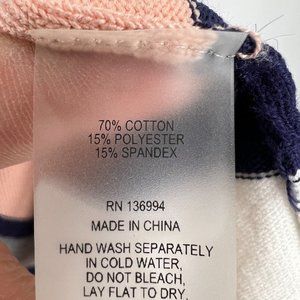 70% COTTON
15% POLYESTER
15% SPANDEX
RN 136994
MADE IN CHINA
HAND WASH SEPARATELY
IN COLD WATER,
DO NOT BLEACH,
LAY FLAT TO DRY,